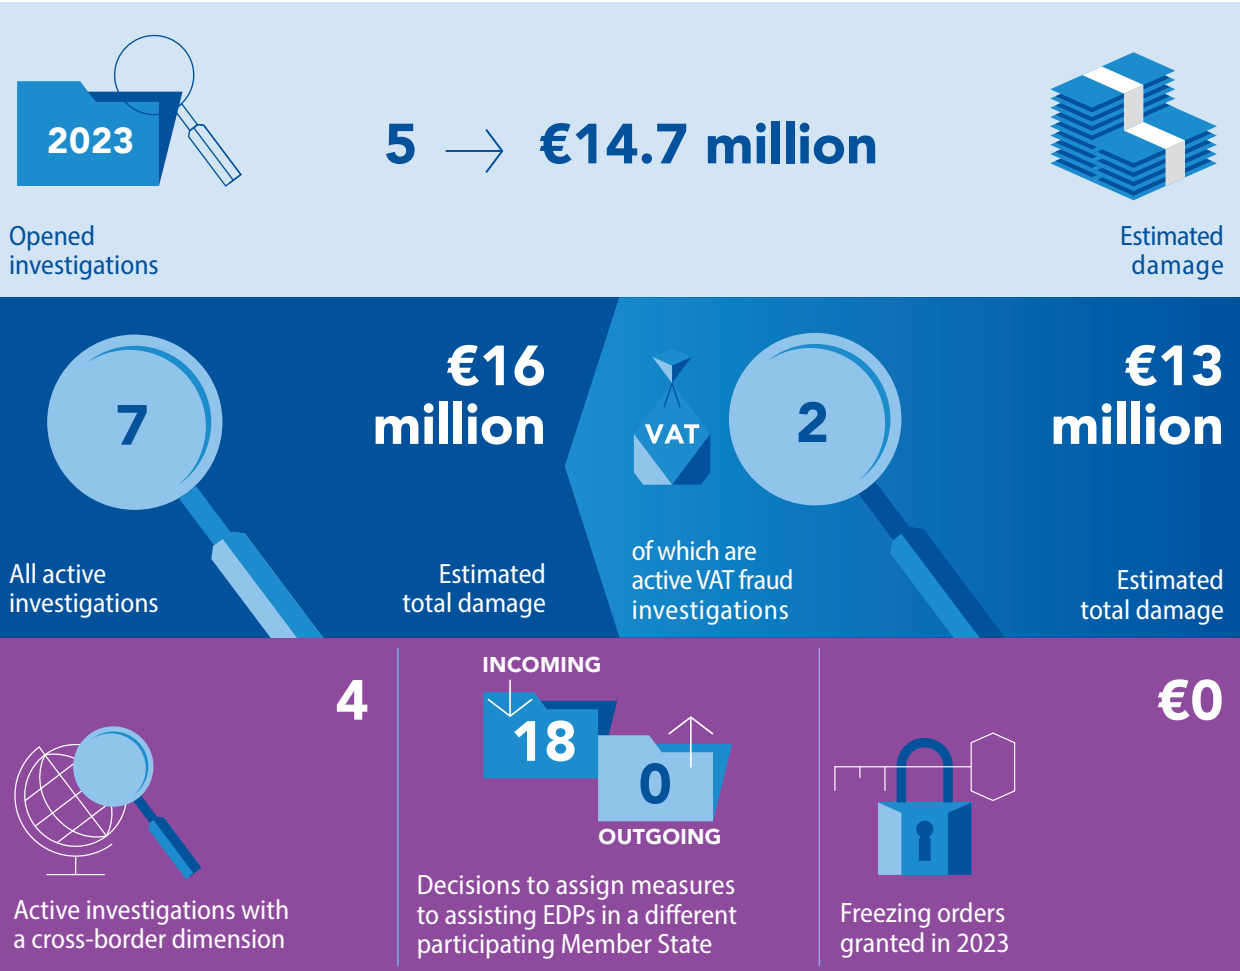 2023
5 → €14.7 million
Opened
investigations
Estimated
damage
7
€16
million
All active
investigations
Estimated
total damage
VAT
2
€13
million
of which are
active VAT fraud
investigations
Estimated
total damage
4
Active investigations with
a cross-border dimension
INCOMING
18
0
OUTGOING
Decisions to assign measures
to assisting EDPs in a different
participating Member State
€0
Freezing orders
granted in 2023